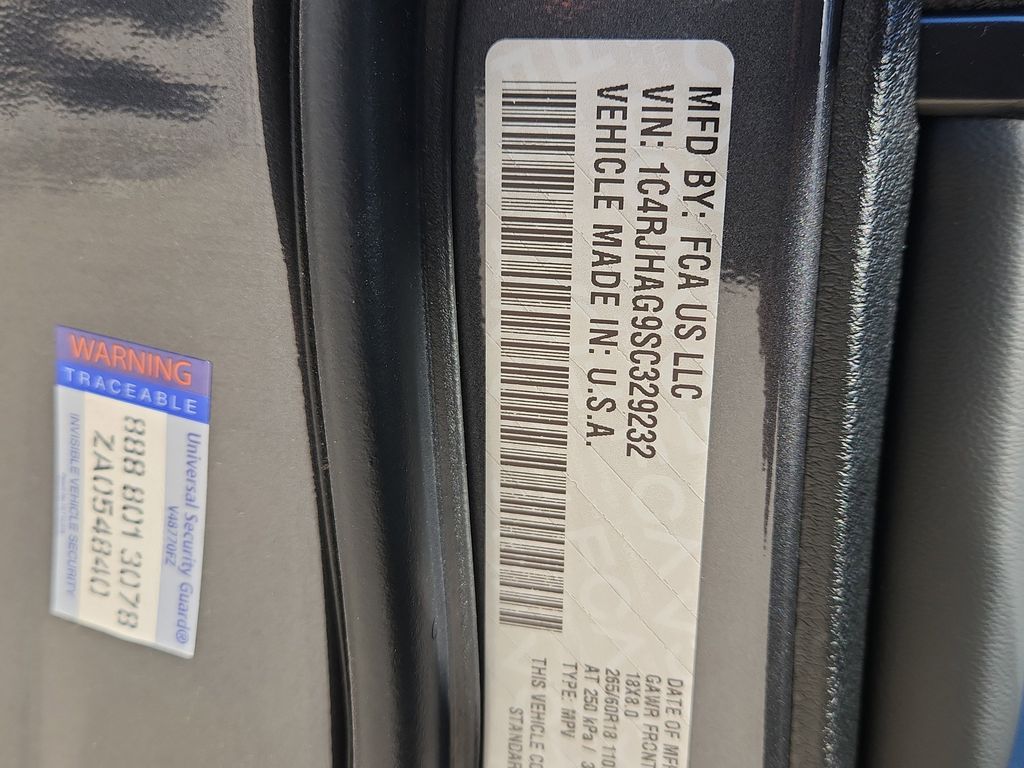 MFD BY: FCA US LLC
VIN: 1C4RJHAG9SC329232
VEHICLE MADE IN: U.S.A
DATE OF MFR
GAWR FRONT
18X8.0
265/60R18 110
AT 250 kPa / 3
TYPE: MPV
THIS VEHICLE CO
STANDAR
WARNING
TRACEABLE
Universal Security Guard®
V48770EZ
888 801 3078
ZA054840
INVISIBLE VEHICLE SECURITY